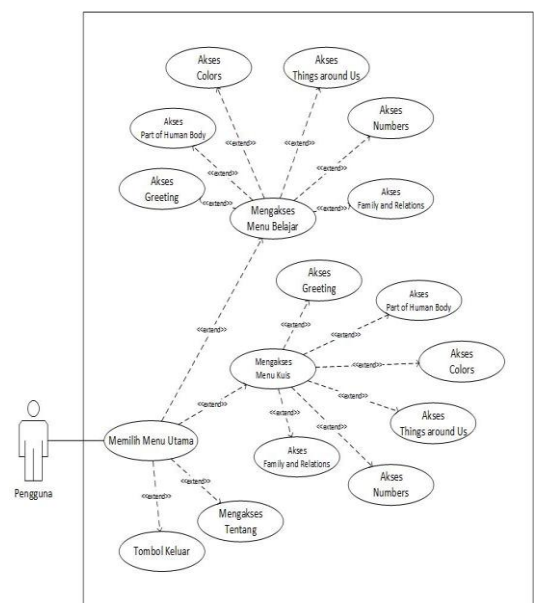 Akses
Colors
Akses
Things around Us
Akses
Part of Human Body
Akses
Numbers
<<extend>>
<<extend>>
<<extend>>
<<extend>>
Akses
Greeting
<<extend>>
Mengakses
Menu Belajar
<<extend>>
Akses
Family and Relations
Akses
Greeting
Akses
Part of Human Body
<<extend>>
<<extend>>
<<extend>>
Mengakses
Menu Kuis
<<extend>>
Akses
Colors
<<extend>>
<<extend>>
Akses
Things around Us
<<extend>>
<<extend>>
Memilih Menu Utama
Akses
Family and Relations
Akses
Numbers
Pengguna
<<extend>>
<<extend>>
Mengakses
Tentang
Tombol Keluar